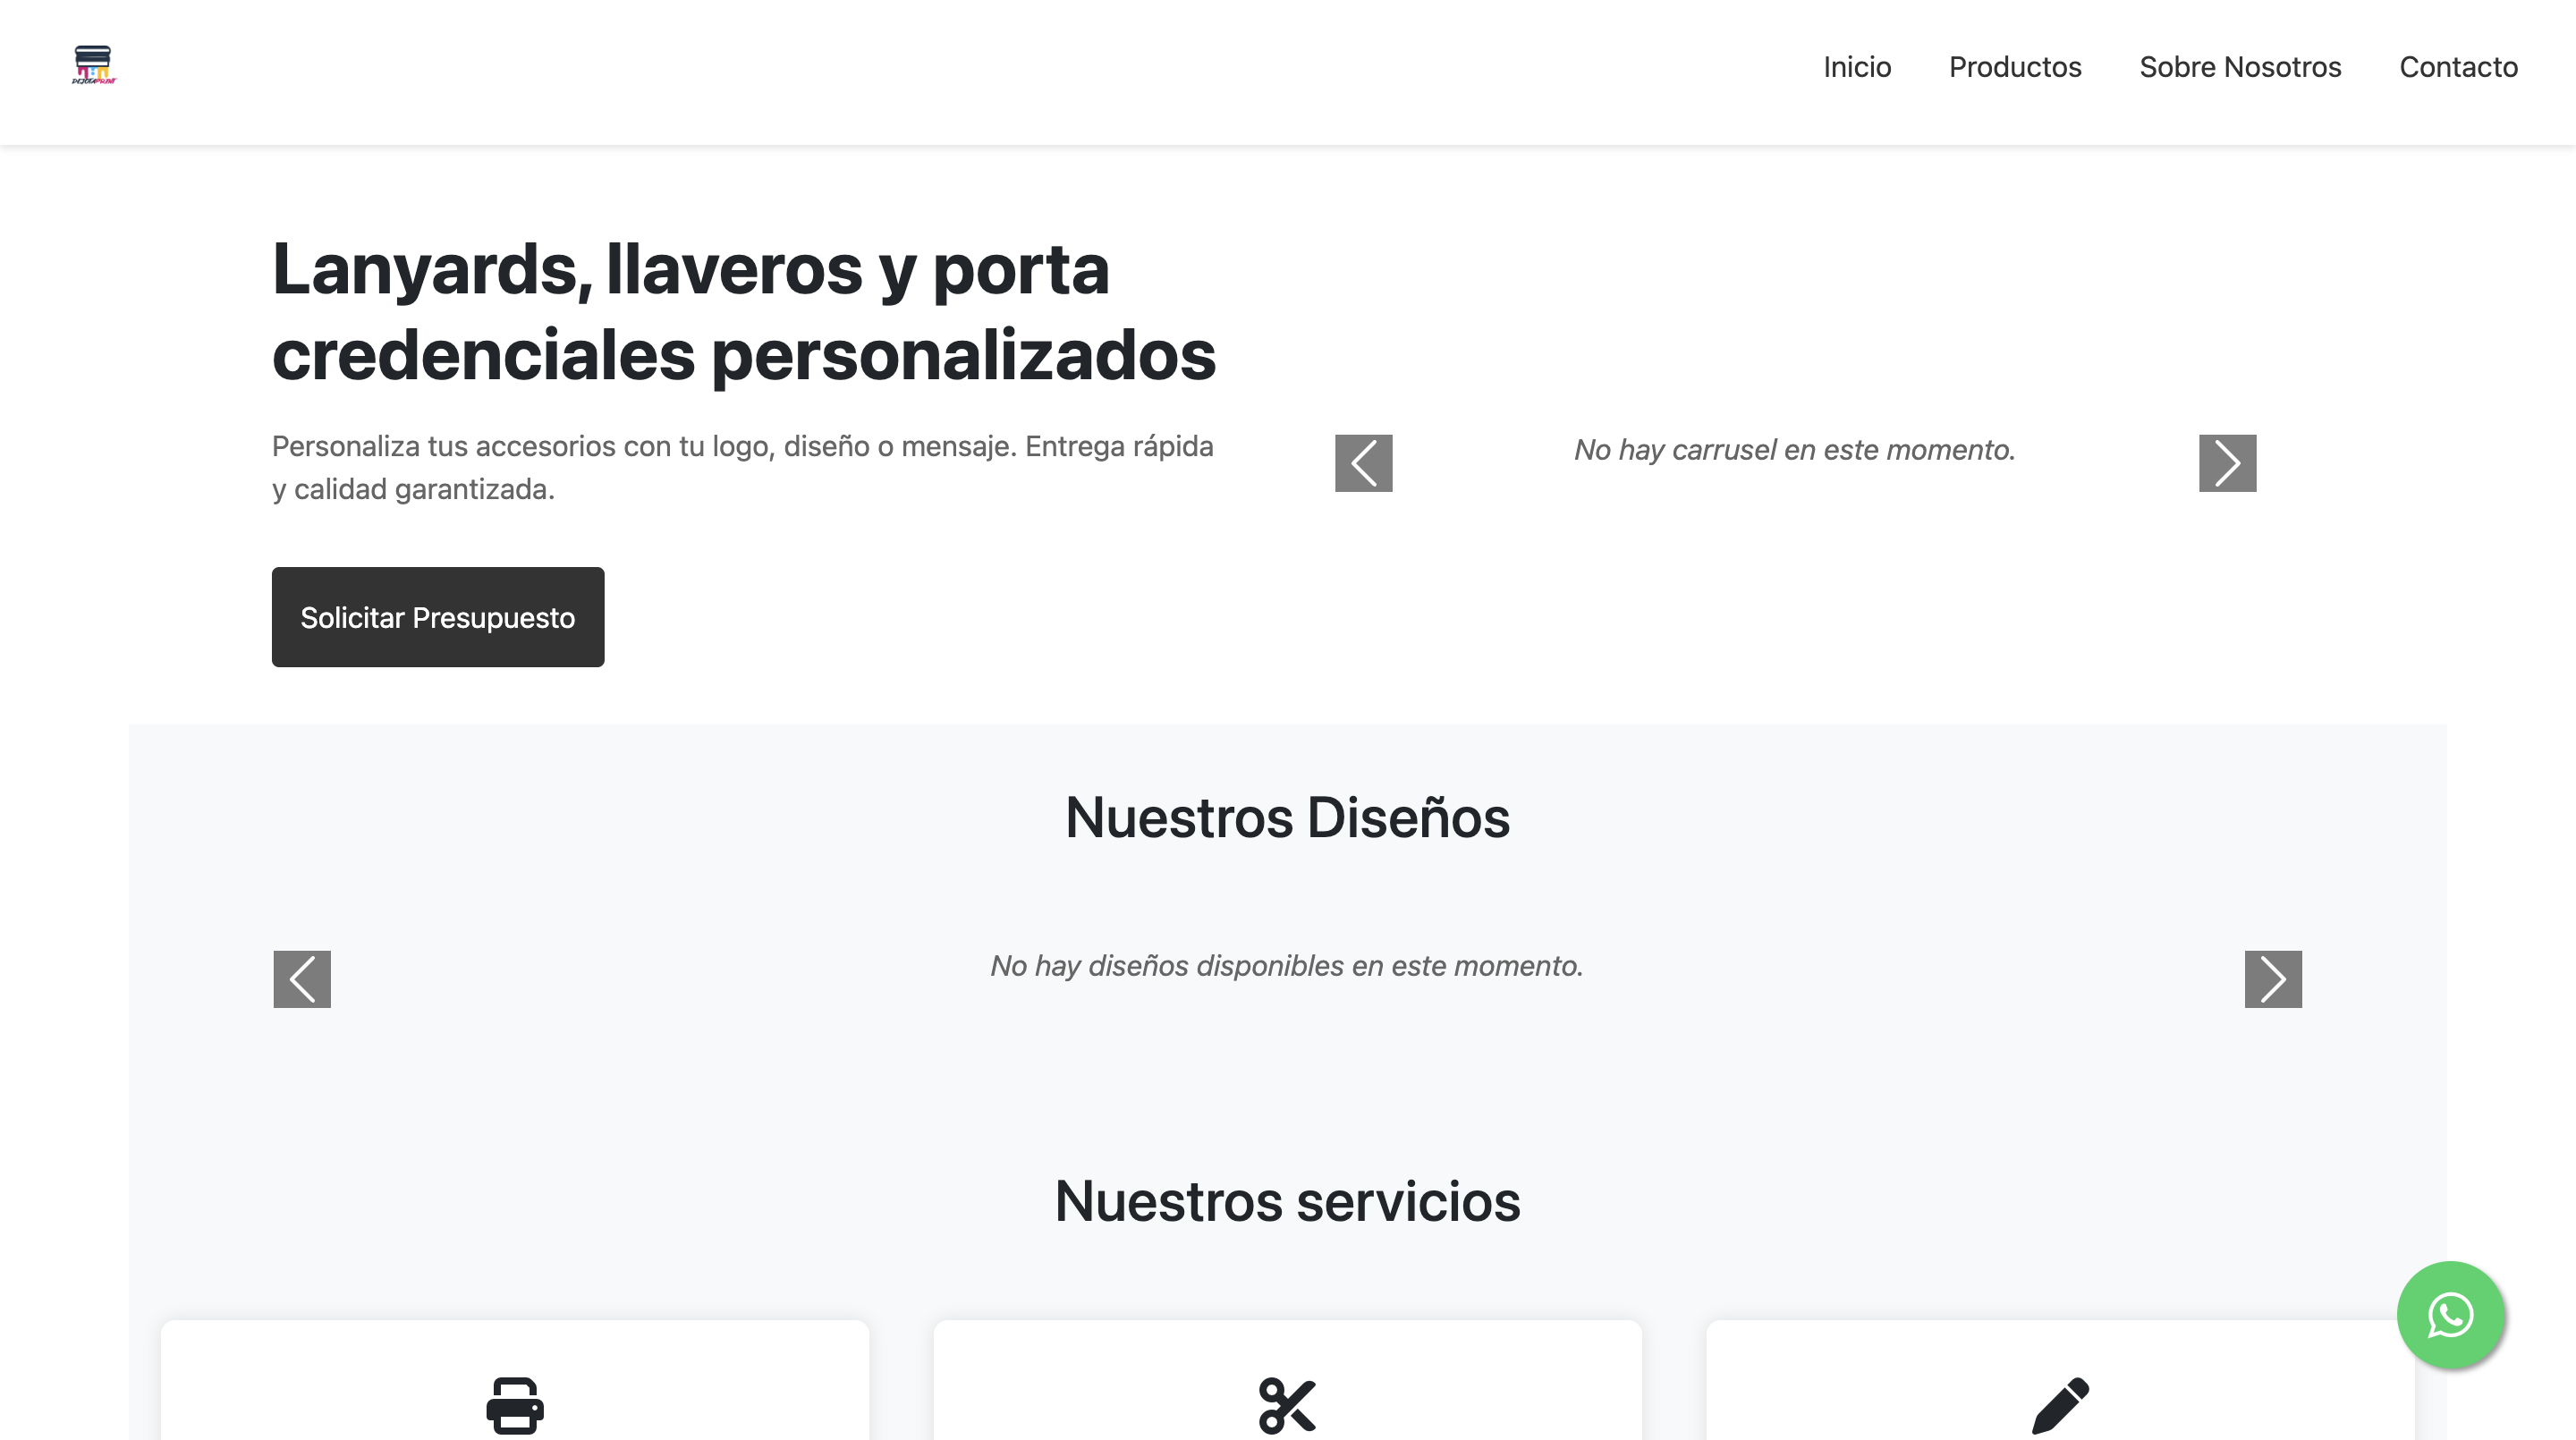 DEJOTAPRINT
Inicio
Productos
Sobre Nosotros
Contacto
Lanyards, llaveros y porta
credenciales personalizados
Personaliza tus accesorios con tu logo, diseño o mensaje. Entrega rápida
y calidad garantizada.
No hay carrusel en este momento.
Solicitar Presupuesto
Nuestros Diseños
No hay diseños disponibles en este momento.
Nuestros servicios